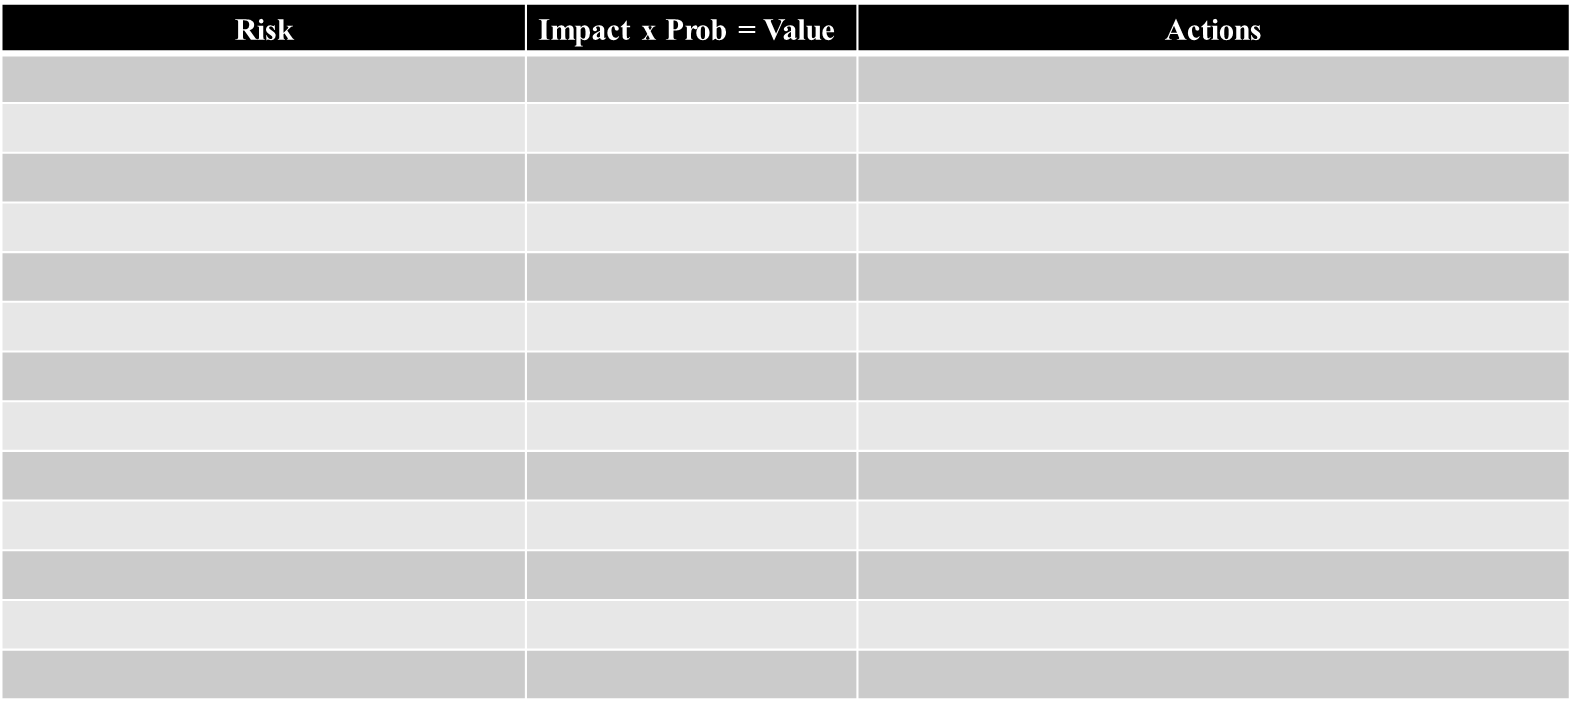 Risk Impact x Prob = Value Actions